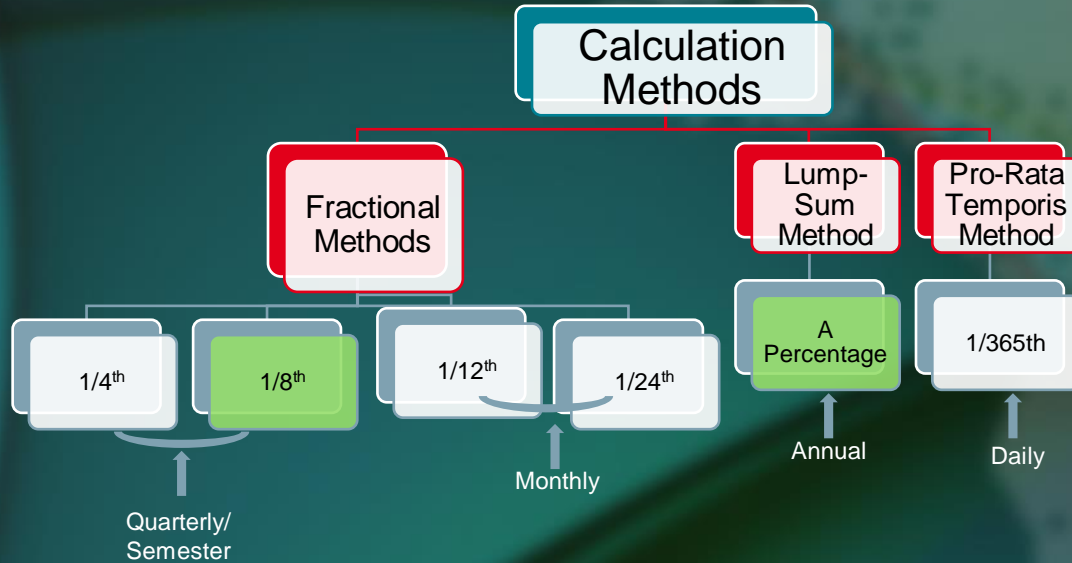 Calculation
Methods
Fractional
Methods
Lump-
Sum
Method
Pro-Rata
Temporis
Method
1/4th
1/8th
1/12th
1/24th
A
Percentage
1/365th
Quarterly/
Semester
Monthly
Annual
Daily